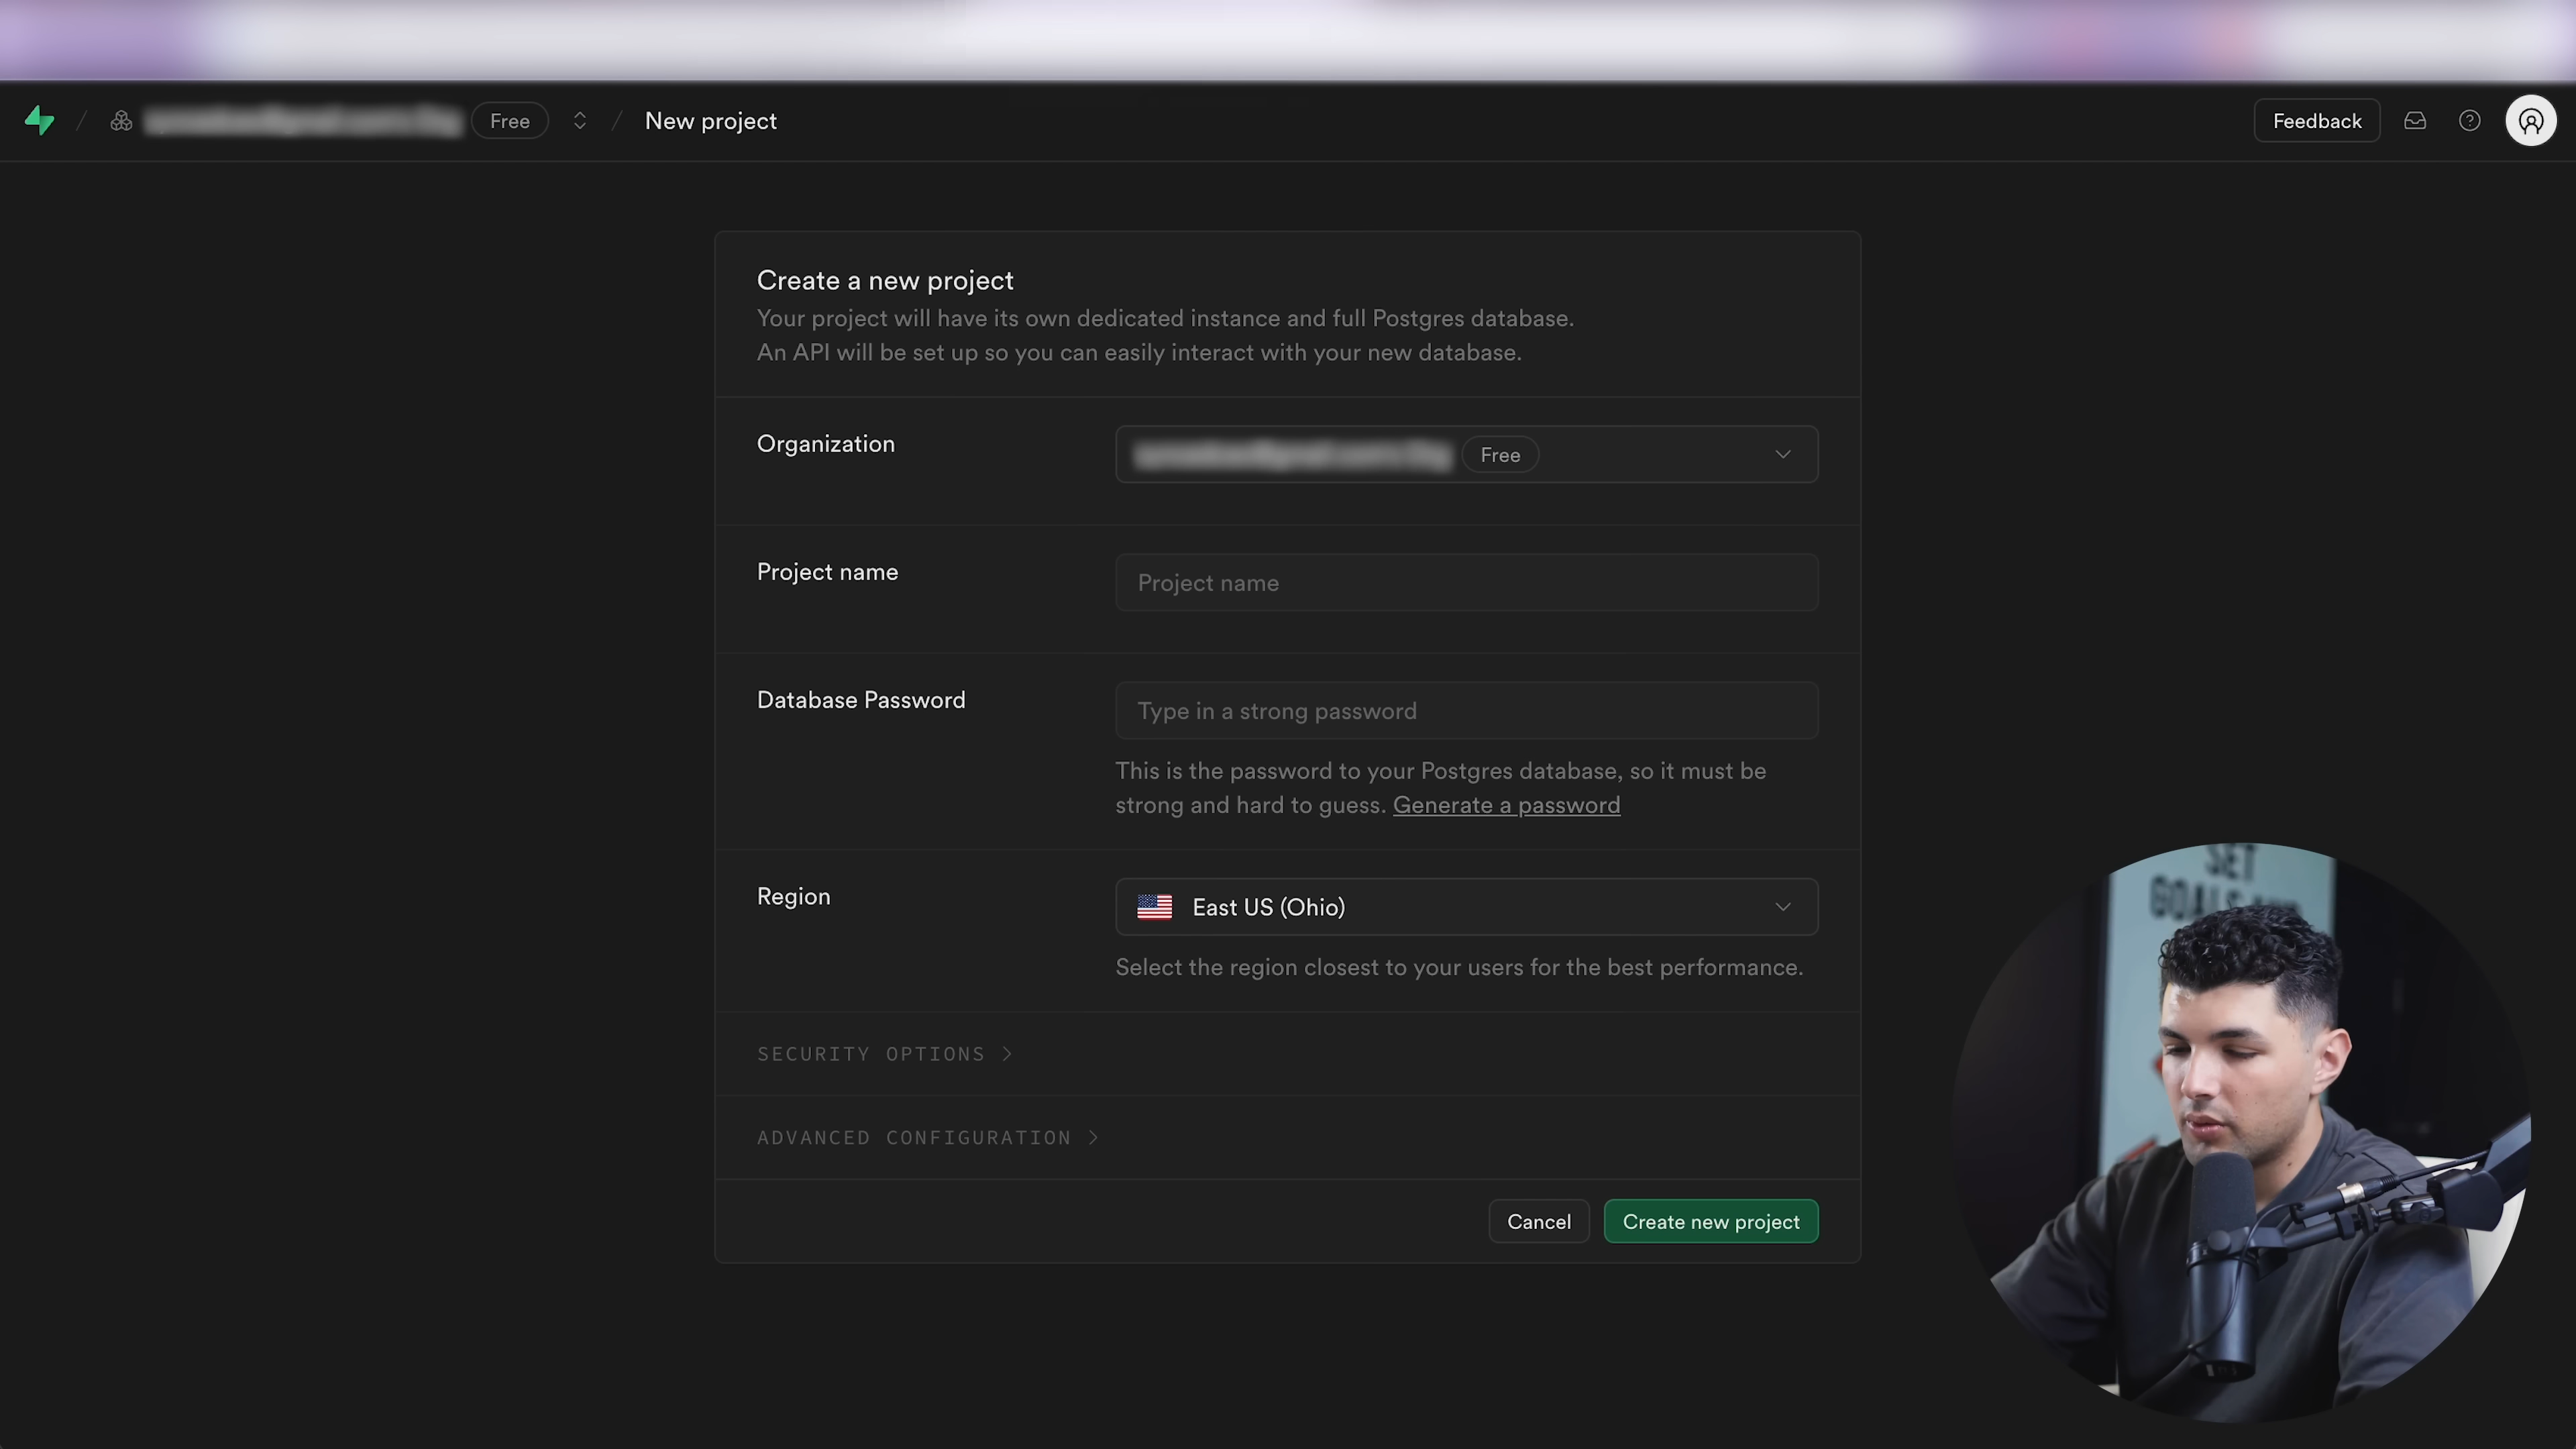 Free
New project
Feedback
Create a new project
Your project will have its own dedicated instance and full Postgres database.
An API will be set up so you can easily interact with your new database.
Organization
Free
Project name
Project name
Database Password
Type in a strong password
This is the password to your Postgres database, so it must be
strong and hard to guess. Generate a password
Region
East US (Ohio)
Select the region closest to your users for the best performance.
SECURITY OPTIONS
ADVANCED CONFIGURATION
Cancel
Create new project
SET
GOALS